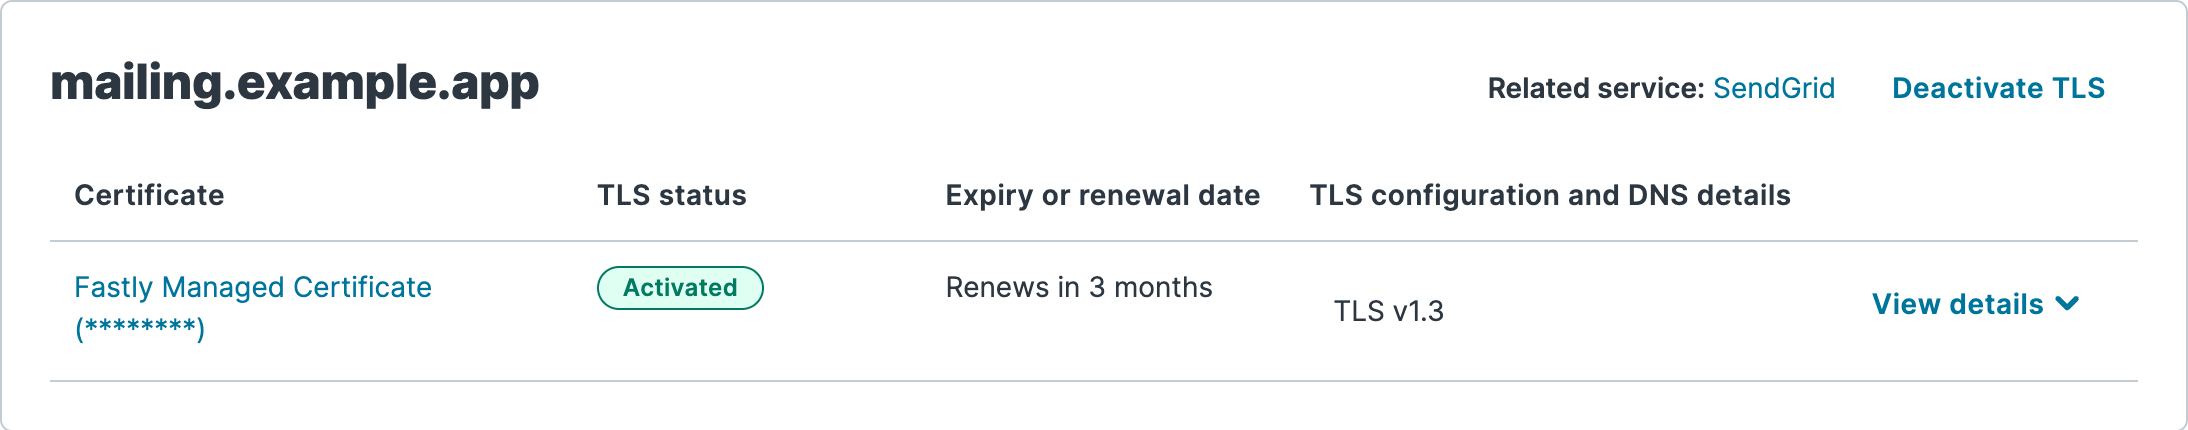 mailing.example.app
Related service: SendGrid
Deactivate TLS
Certificate
TLS status
Expiry or renewal date
TLS configuration and DNS details
Fastly Managed Certificate
(********)
Activated
Renews in 3 months
TLS v1.3
View details